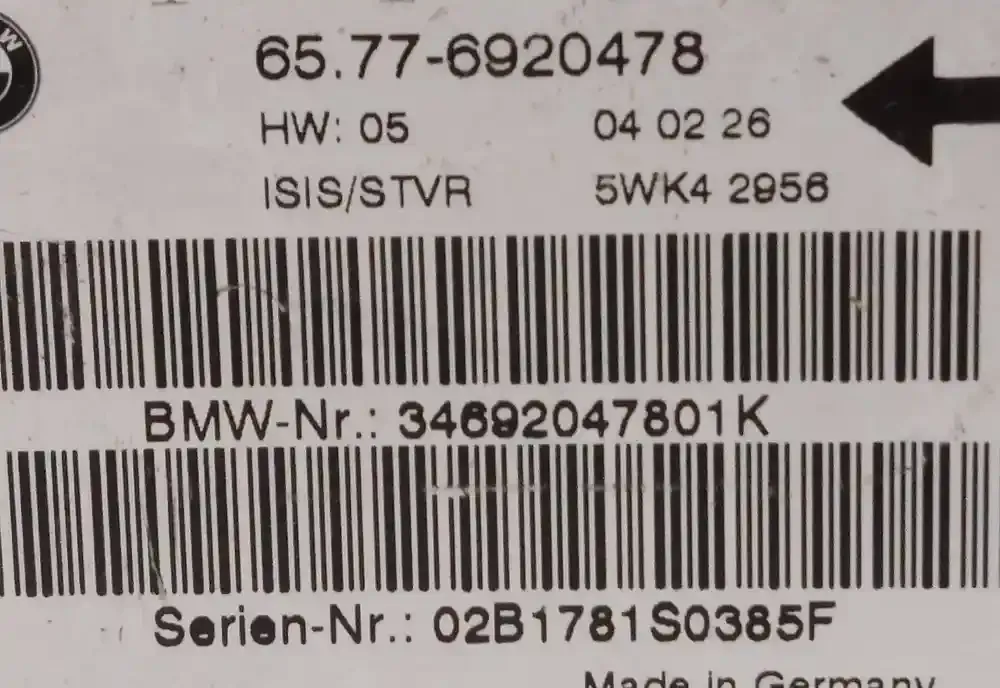 65.77-6920478
HW: 05 04 02 26
ISIS/STVR 5WK4 2956
BMW-Nr.: 34692047801K
Serien-Nr.: 02B1781S0385F
Made in Germany